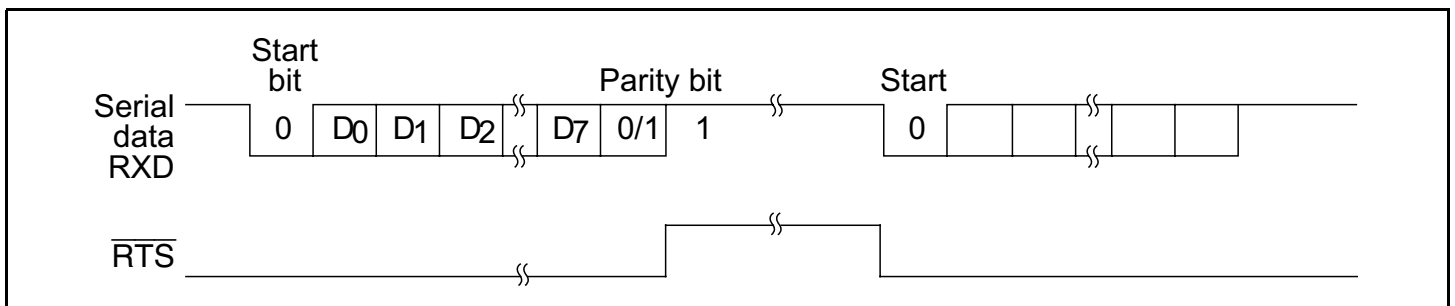 Start
bit
Parity bit
Start
Serial
data
RXD
0 D0 D1 D2 D7 0/1 1 0
RTS